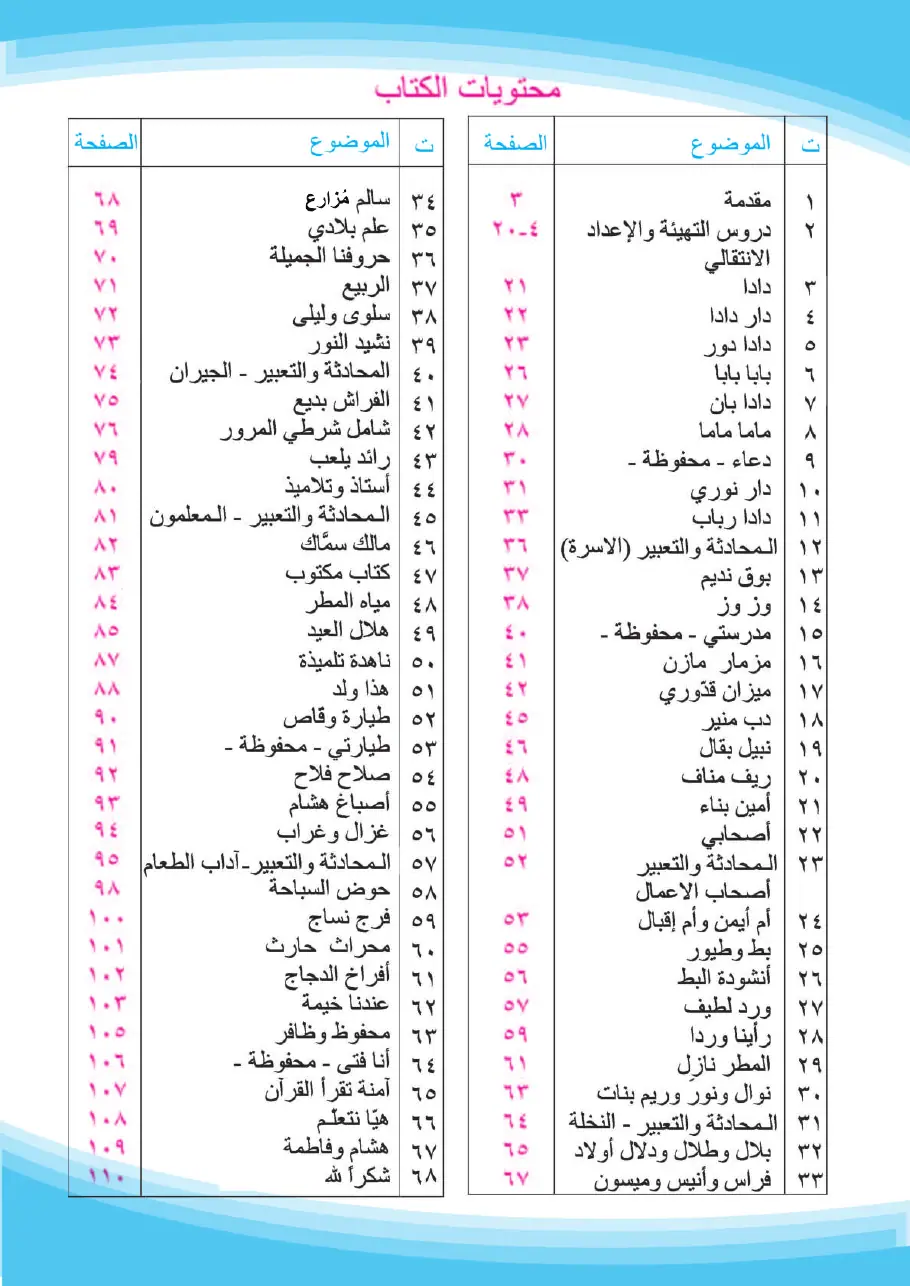 محتويات الكتاب
ت الموضوع الصفحة
١ مقدمة ٣
٢ دروس التهيئة والإعداد ٤-٢٠
الانتقالي
٣ دادا ٢١
٤ دار دادا ٢٢
٥ دادا دور ٢٣
٦ بابا بابا ٢٦
٧ دادا بان ٢٧
٨ ماما ماما ٢٨
٩ دعاء - محفوظة - ٣٠
١٠ دار نوري ٣١
١١ دادا رباب ٣٣
١٢ المحادثة والتعبير (الاسرة) ٣٦
١٣ بوق نديم ٣٧
١٤ وز وز ٣٨
١٥ مدرستي - محفوظة - ٤٠
١٦ مزمار مازن ٤١
١٧ ميزان قدّوري ٤٢
١٨ دب منير ٤٥
١٩ نبيل بقال ٤٦
٢٠ ريف مناف ٤٨
٢١ أمين بناء ٤٩
٢٢ أصحابي ٥١
٢٣ المحادثة والتعبير ٥٢
أصحاب الاعمال
٢٤ أم أيمن وأم إقبال ٥٣
٢٥ بط وطيور ٥٥
٢٦ أنشودة البط ٥٦
٢٧ ورد لطيف ٥٧
٢٨ رأينا وردا ٥٩
٢٩ المطر نازلِ ٦١
٣٠ نوال ونور وريم بنات ٦٣
٣١ المحادثة والتعبير - النخلة ٦٤
٣٢ بلال وطلال ودلال أولاد ٦٥
٣٣ فراس وأنيس وميسون ٦٧
ت الموضوع الصفحة
٣٤ سالم مُزارع ٦٨
٣٥ علم بلادي ٦٩
٣٦ حروفنا الجميلة ٧٠
٣٧ الربيع ٧١
٣٨ سلوى وليلى ٧٢
٣٩ نشيد النور ٧٣
٤٠ المحادثة والتعبير - الجيران ٧٤
٤١ الفراش بديع ٧٥
٤٢ شامل شرطي المرور ٧٦
٤٣ رائد يلعب ٧٩
٤٤ أستاذ وتلاميذ ٨٠
٤٥ المحادثة والتعبير - المعلمون ٨١
٤٦ مالك سمَّاك ٨٢
٤٧ كتاب مكتوب ٨٣
٤٨ مياه المطر ٨٤
٤٩ هلال العيد ٨٥
٥٠ ناهدة تلميذة ٨٧
٥١ هذا ولد ٨٨
٥٢ طيارة وقاص ٩٠
٥٣ طيارتي - محفوظة - ٩١
٥٤ صلاح فلاح ٩٢
٥٥ أصباغ هشام ٩٣
٥٦ غزال وغراب ٩٤
٥٧ المحادثة والتعبير-آداب الطعام ٩٥
٥٨ حوض السباحة ٩٨
٥٩ فرج نساج ١٠٠
٦٠ محراث حارث ١٠١
٦١ أفراخ الدجاج ١٠٢
٦٢ عندنا خيمة ١٠٣
٦٣ محفوظ وظافر ١٠٥
٦٤ أنا فتى - محفوظة - ١٠٦
٦٥ آمنة تقرأ القرآن ١٠٧
٦٦ هيّا نتعلّم ١٠٨
٦٧ هشام وفاطمة ١٠٩
٦٨ شكراً لله ١١٠